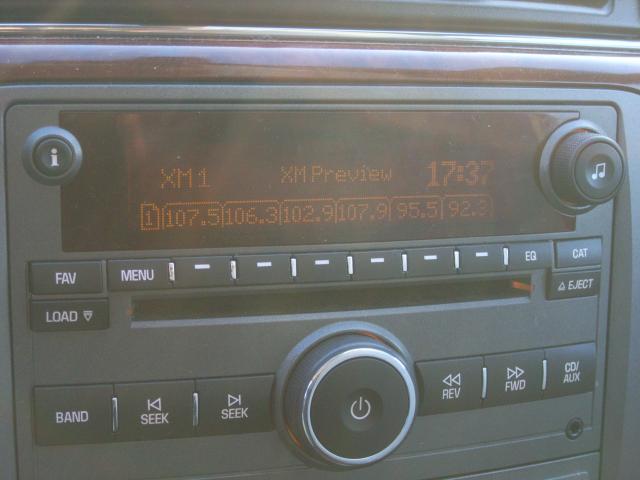 XM1 XM Preview 17:37
1 107.5 106.3 102.9 107.9 95.5 92.3
i
FAV MENU EQ CAT
LOAD EJECT
BAND SEEK SEEK REV FWD CD/AUX